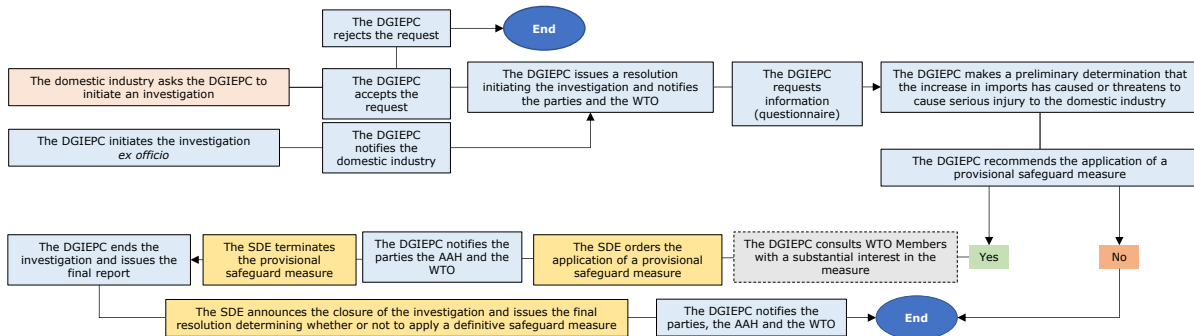 The DGIEPC
rejects the request
End
The domestic industry asks the DGIEPC to
initiate an investigation
The DGIEPC
accepts the
request
The DGIEPC issues a resolution
initiating the investigation and notifies
the parties and the WTO
The DGIEPC
requests
information
(questionnaire)
The DGIEPC makes a preliminary determination that
the increase in imports has caused or threatens to
cause serious injury to the domestic industry
The DGIEPC initiates the investigation
ex officio
The DGIEPC
notifies the
domestic industry
The DGIEPC recommends the application of a
provisional safeguard measure
The DGIEPC ends the
investigation and issues the
final report
The SDE terminates
the provisional
safeguard measure
The DGIEPC notifies the
parties the AAH and the
WTO
The SDE orders the
application of a provisional
safeguard measure
The DGIEPC consults WTO Members
with a substantial interest in the
measure
Yes
No
The SDE announces the closure of the investigation and issues the final
resolution determining whether or not to apply a definitive safeguard measure
The DGIEPC notifies the
parties, the AAH and the WTO
End